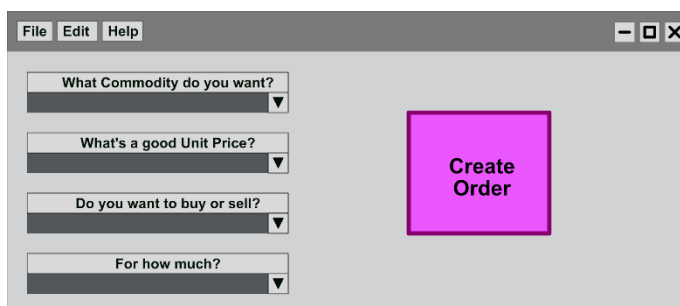 File Edit Help
What Commodity do you want?
What's a good Unit Price?
Do you want to buy or sell?
For how much?
Create
Order